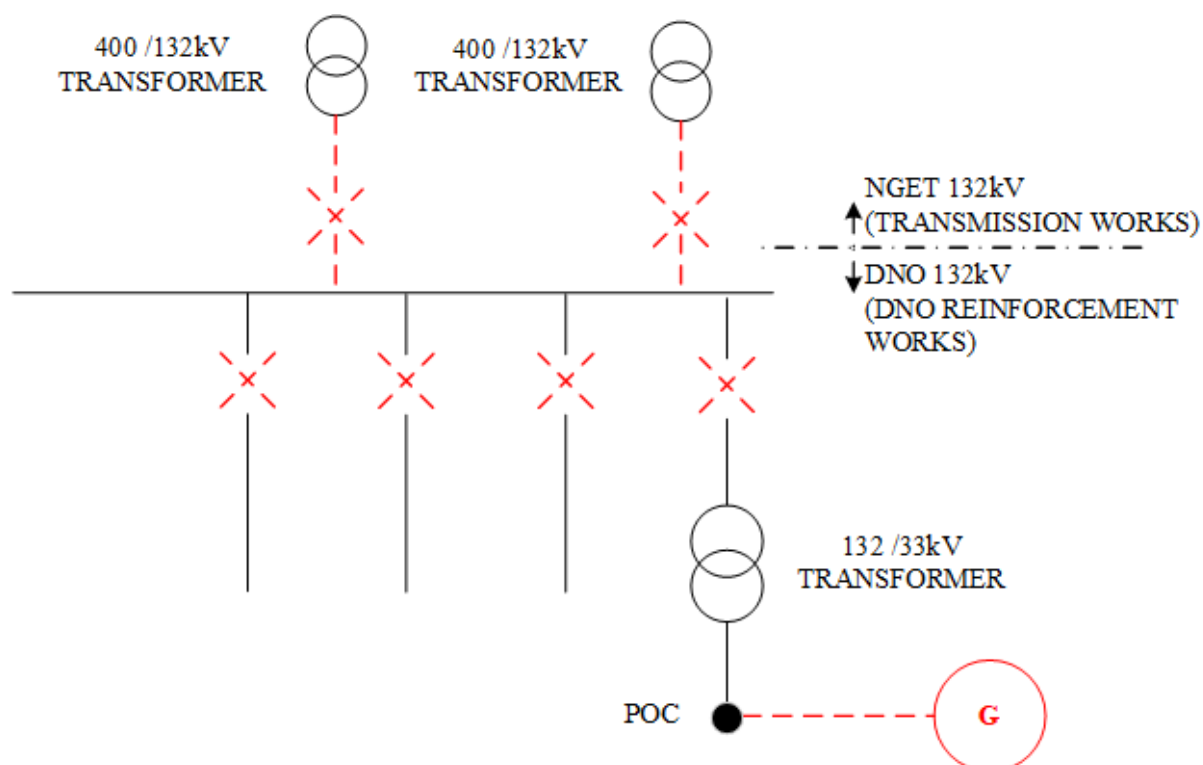 400 /132kV
TRANSFORMER
400 /132kV
TRANSFORMER
NGET 132kV
(TRANSMISSION WORKS)
DNO 132kV
(DNO REINFORCEMENT
WORKS)
132 /33kV
TRANSFORMER
POC
G